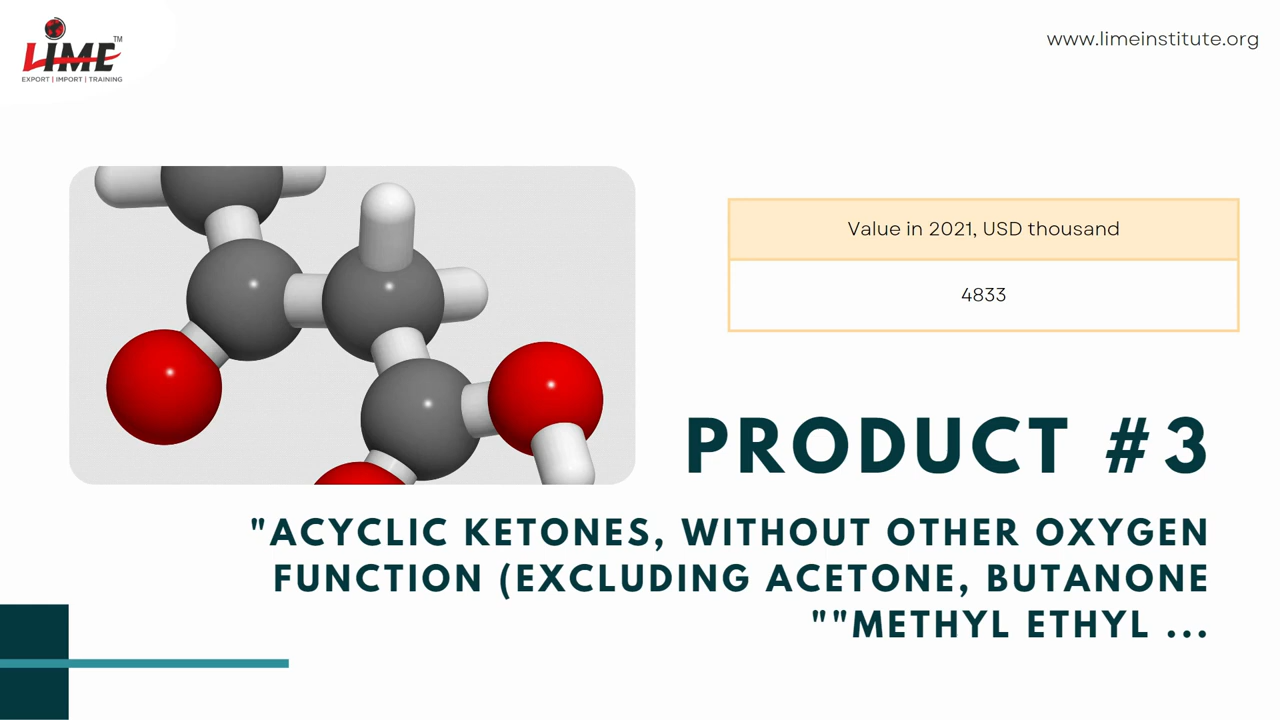 LIME TM
EXPORT | IMPORT | TRAINING
www.limeinstitute.org
Value in 2021, USD thousand
4833
PRODUCT #3
"ACYCLIC KETONES, WITHOUT OTHER OXYGEN
FUNCTION (EXCLUDING ACETONE, BUTANONE
""METHYL ETHYL ...